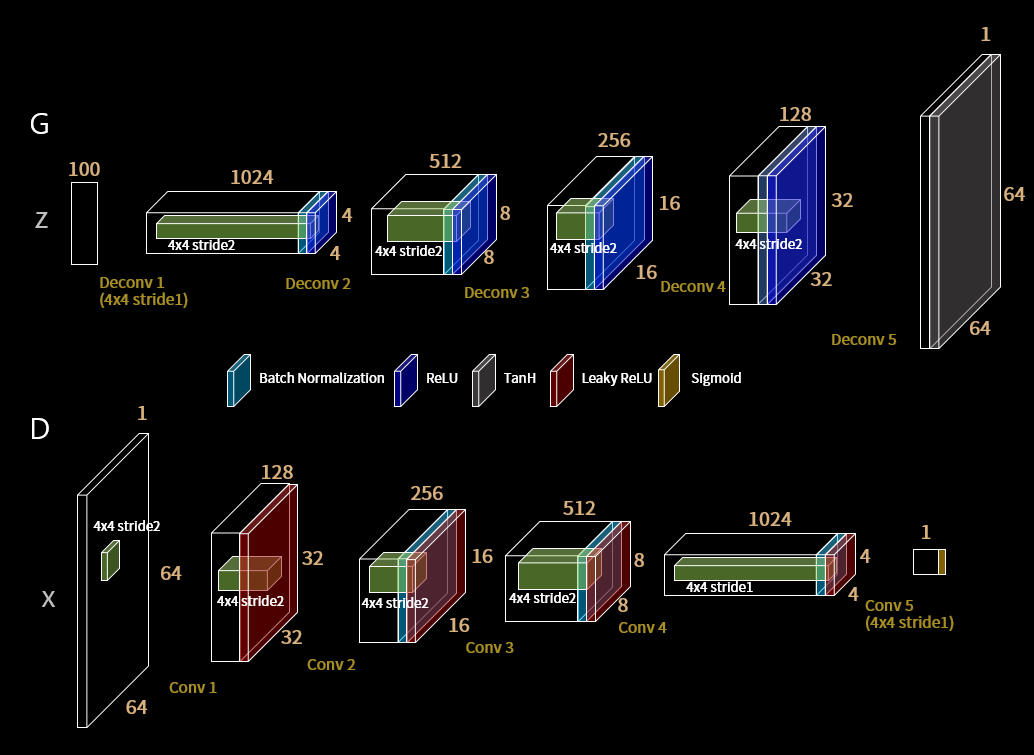 G
Z
100
Deconv 1
(4x4 stride1)
1024
4x4 stride2
4
4
Deconv 2
512
4x4 stride2
8
8
Deconv 3
256
4x4 stride2
16
16
Deconv 4
128
4x4 stride2
32
32
Deconv 5
1
64
64
Batch Normalization
ReLU
TanH
Leaky ReLU
Sigmoid
D
X
1
4x4 stride2
64
64
Conv 1
128
4x4 stride2
32
32
Conv 2
256
4x4 stride2
16
16
Conv 3
512
4x4 stride2
8
8
Conv 4
1024
4x4 stride1
4
4
Conv 5
(4x4 stride1)
1